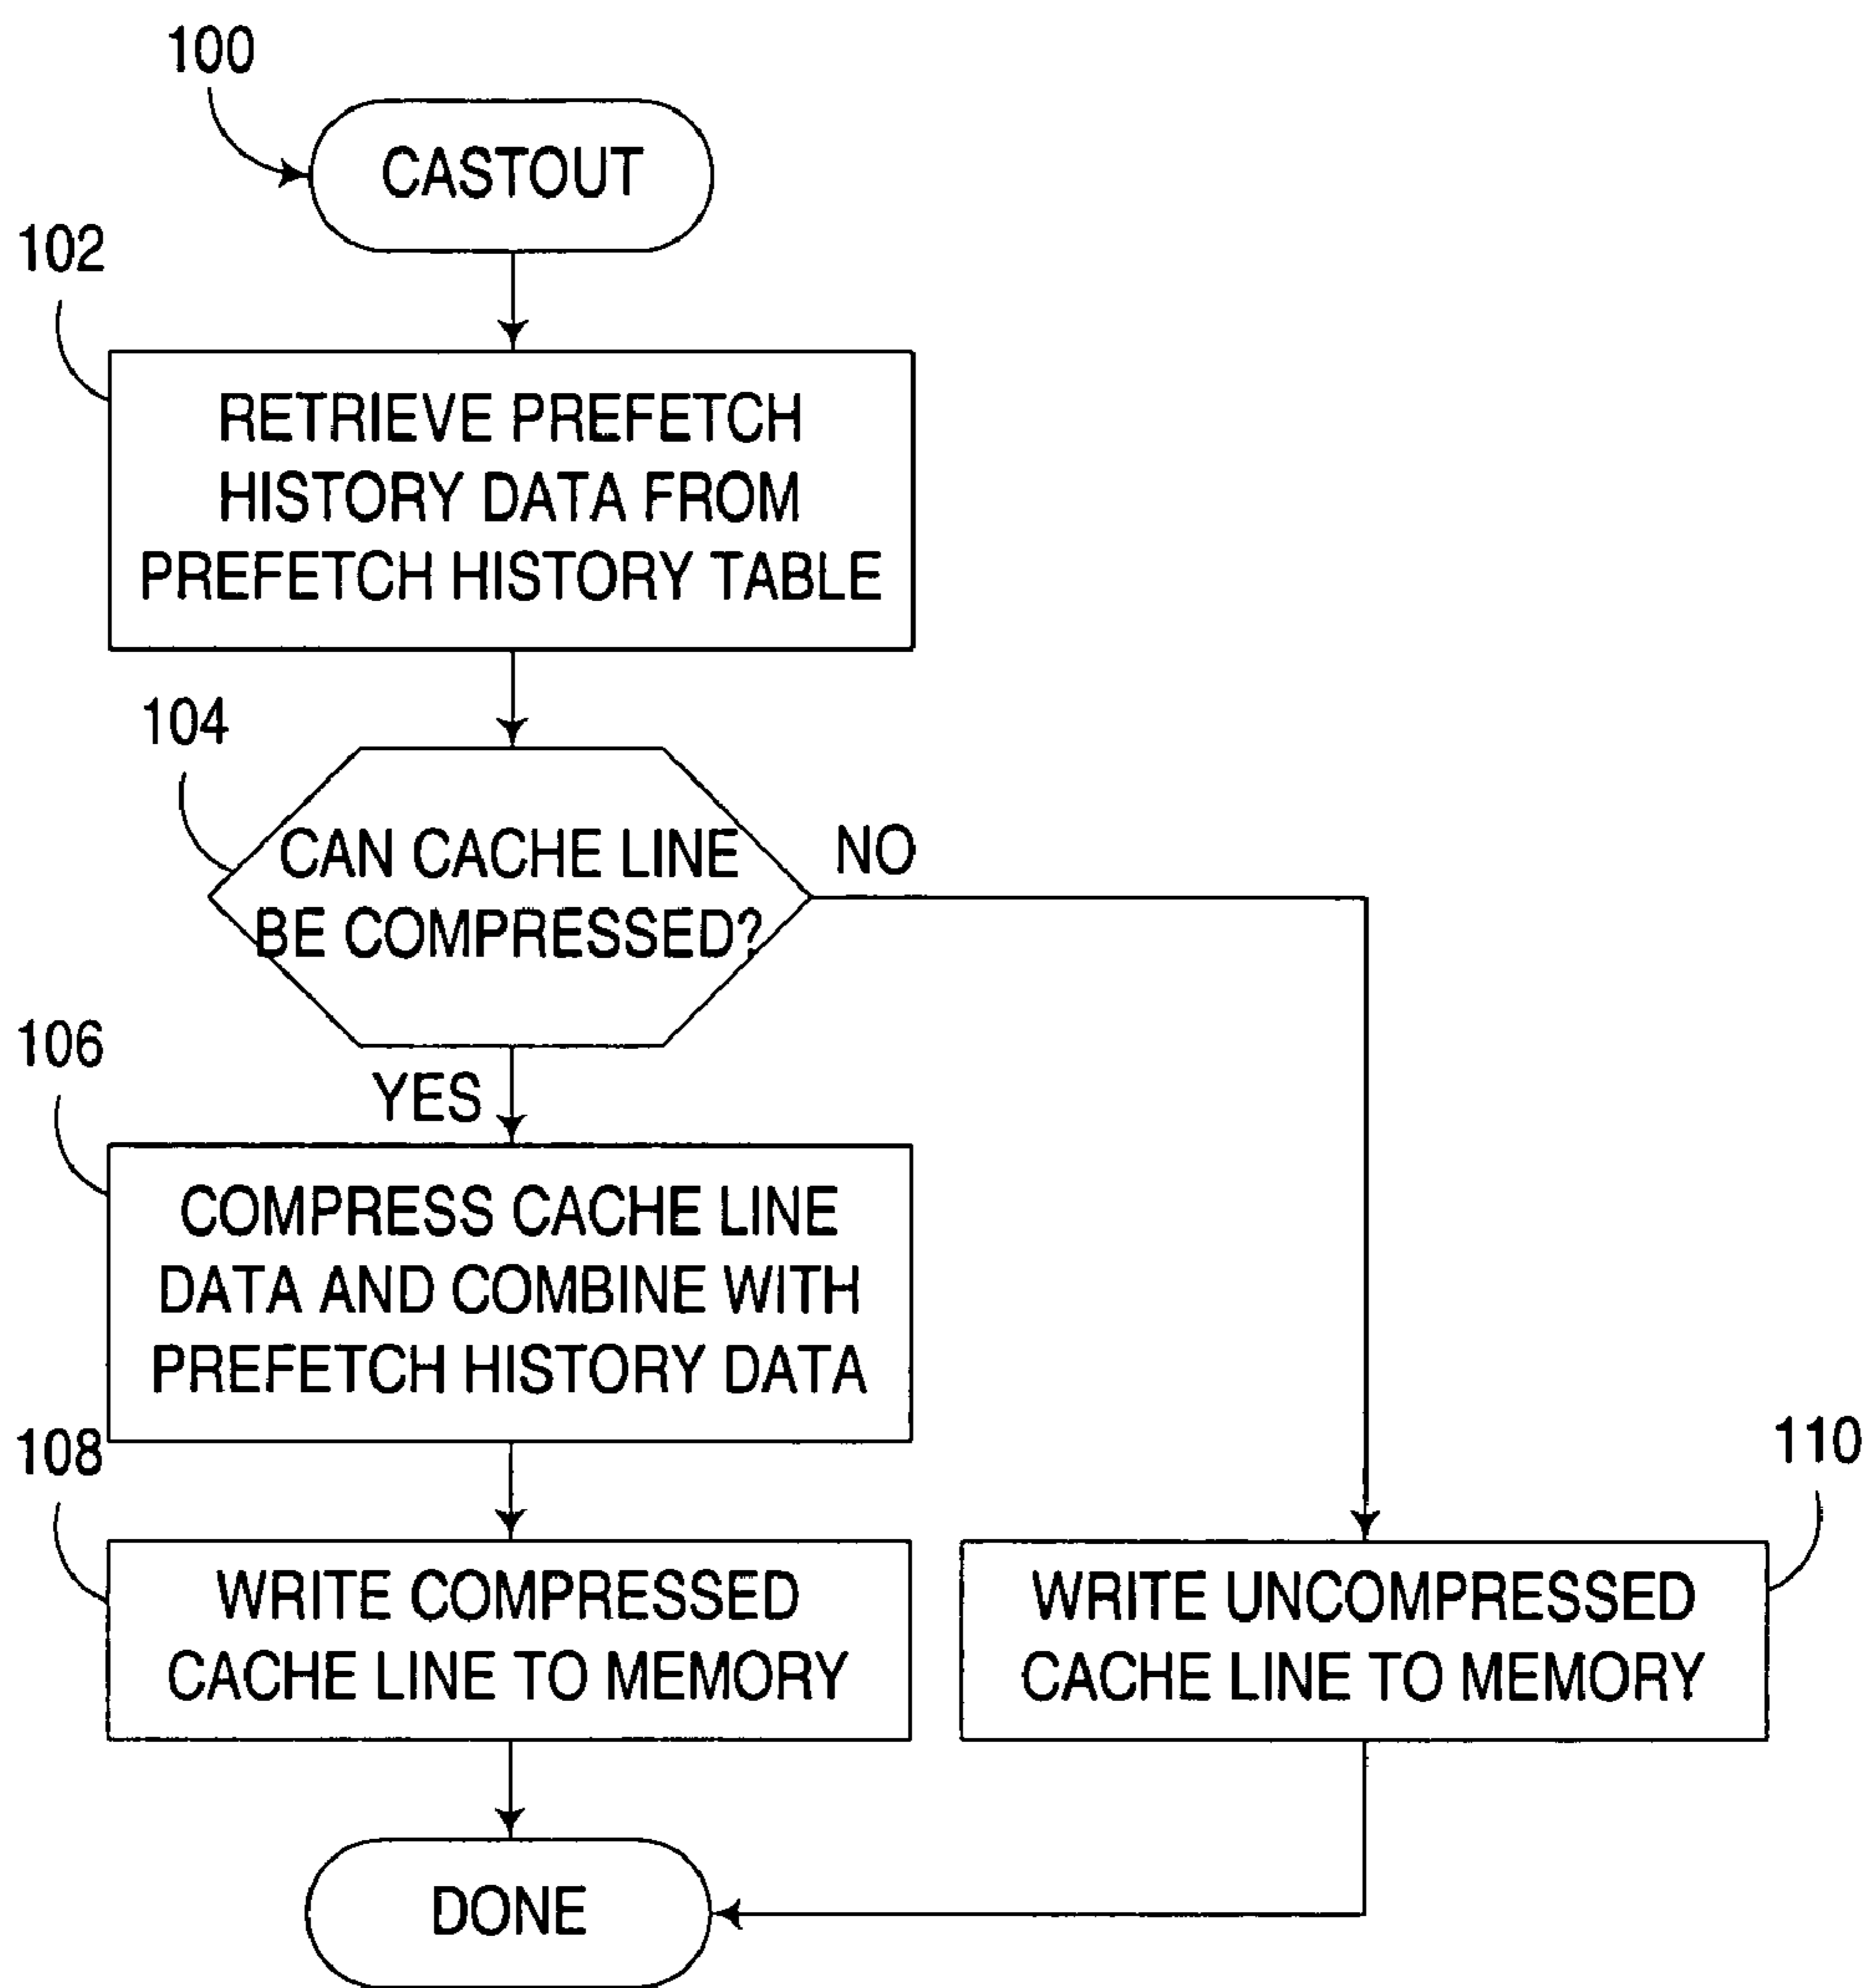 100
CASTOUT
102
RETRIEVE PREFETCH
HISTORY DATA FROM
PREFETCH HISTORY TABLE
104
CAN CACHE LINE
BE COMPRESSED?
NO
YES
106
COMPRESS CACHE LINE
DATA AND COMBINE WITH
PREFETCH HISTORY DATA
108
WRITE COMPRESSED
CACHE LINE TO MEMORY
110
WRITE UNCOMPRESSED
CACHE LINE TO MEMORY
DONE